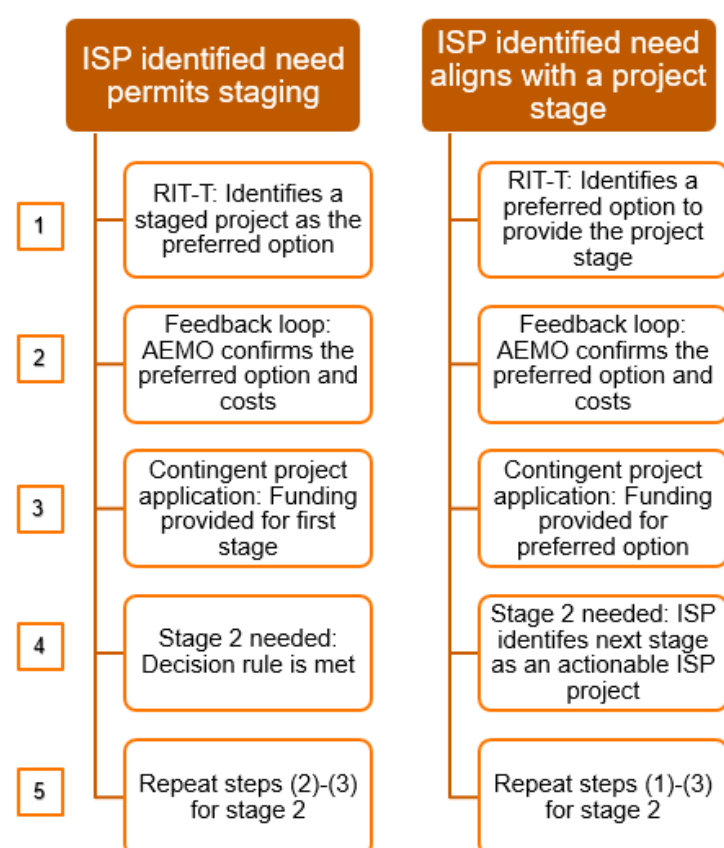 ISP identified need
permits staging
ISP identified need
aligns with a project
stage
1
RIT-T: Identifies a
staged project as the
preferred option
RIT-T: Identifies a
preferred option to
provide the project
stage
2
Feedback loop:
AEMO confirms the
preferred option and
costs
Feedback loop:
AEMO confirms the
preferred option and
costs
3
Contingent project
application: Funding
provided for first
stage
Contingent project
application: Funding
provided for
preferred option
4
Stage 2 needed:
Decision rule is met
Stage 2 needed: ISP
identifes next stage
as an actionable ISP
project
5
Repeat steps (2)-(3)
for stage 2
Repeat steps (1)-(3)
for stage 2